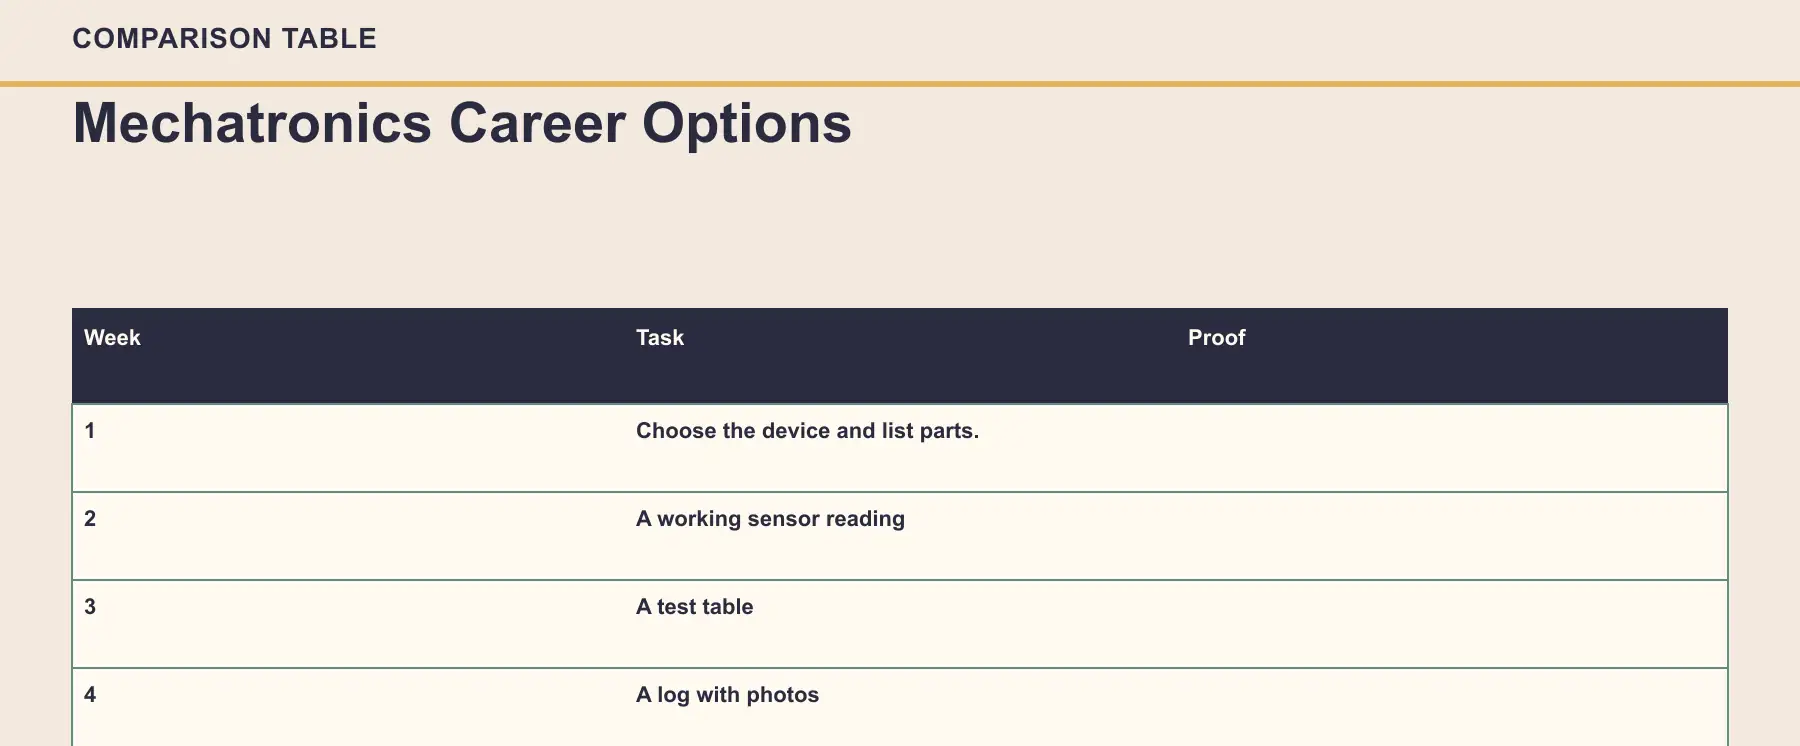 COMPARISON TABLE
Mechatronics Career Options
Week Task Proof
1 Choose the device and list parts.
2 A working sensor reading
3 A test table
4 A log with photos